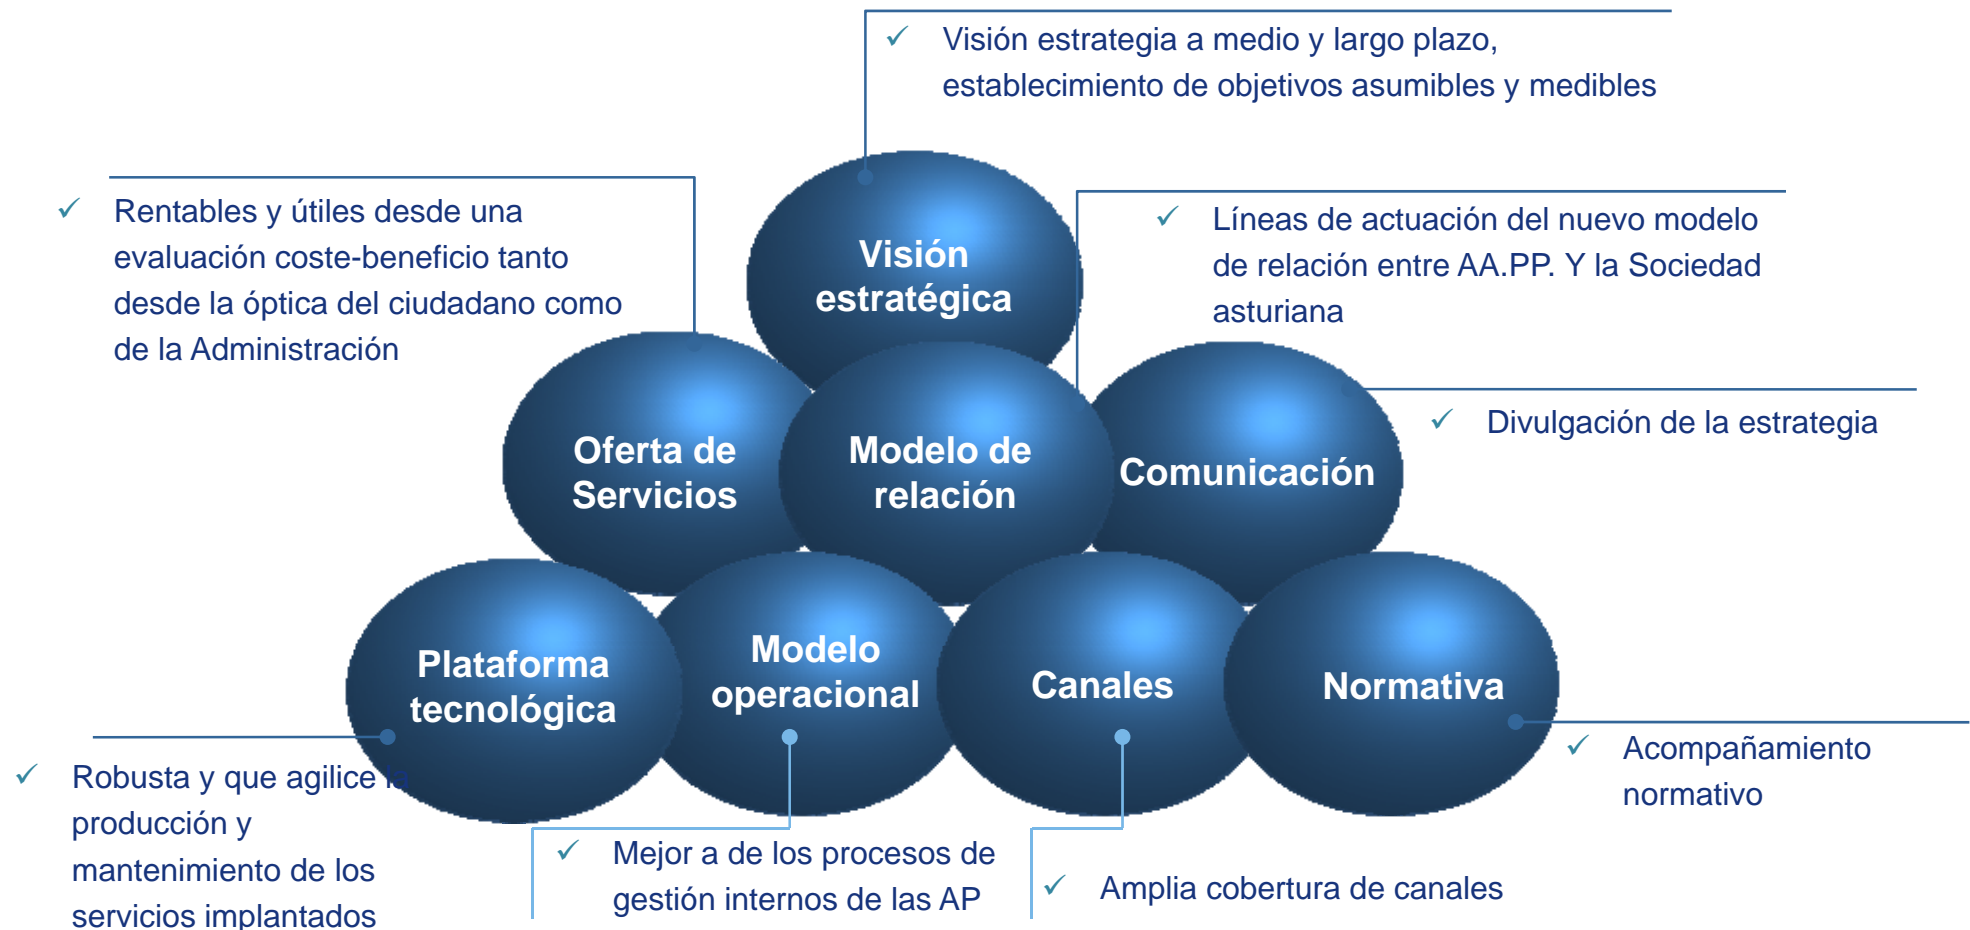 ✓ Visión estrategia a medio y largo plazo,
establecimiento de objetivos asumibles y medibles
✓ Rentables y útiles desde una
evaluación coste-beneficio tanto
desde la óptica del ciudadano como
de la Administración
✓ Líneas de actuación del nuevo modelo
de relación entre AA.PP. Y la Sociedad
asturiana
Visión
estratégica
✓ Divulgación de la estrategia
Oferta de
Servicios
Modelo de
relación
Comunicación
Plataforma
tecnológica
Modelo
operacional
Canales
Normativa
✓ Robusta y que agilice la
producción y
mantenimiento de los
servicios implantados
✓ Mejor a de los procesos de
gestión internos de las AP
✓ Amplia cobertura de canales
✓ Acompañamiento
normativo